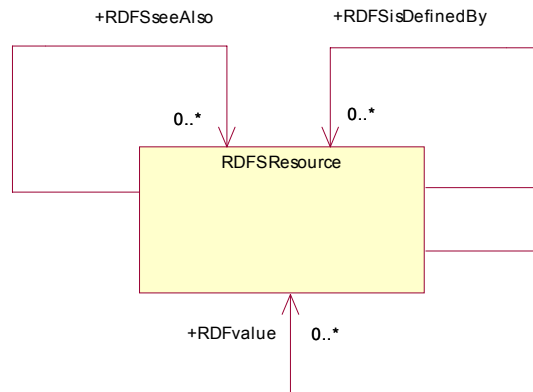 +RDFSseeAlso
+RDFSisDefinedBy
0..*
0..*
RDFSResource
+RDFvalue
0..*